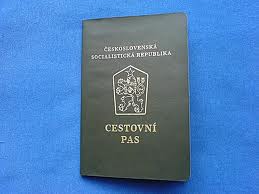 ČESKOSLOVENSKÁ
SOCIALISTICKÁ REPUBLIKA
CESTOVNÍ
PAS